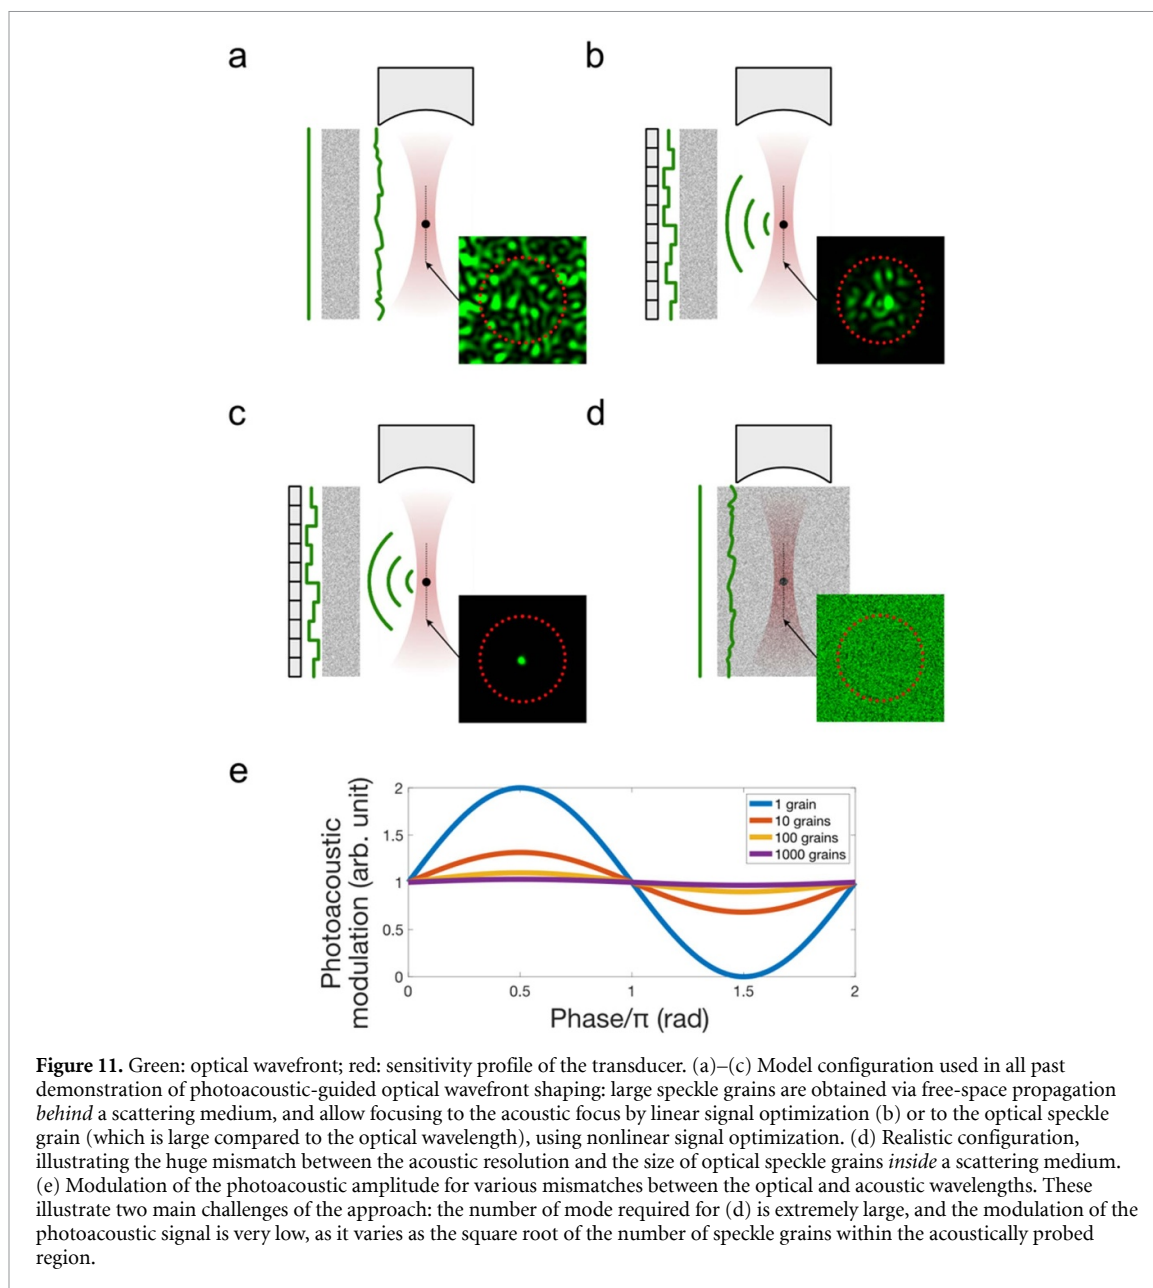 a
b
c
d
e
Photoacoustic
modulation (arb. unit)
2
1.5
1
0.5
0
1 grain
10 grains
100 grains
1000 grains
0
0.5
1
1.5
2
Phase/π (rad)
Figure 11. Green: optical wavefront; red: sensitivity profile of the transducer. (a)–(c) Model configuration used in all past
demonstration of photoacoustic-guided optical wavefront shaping: large speckle grains are obtained via free-space propagation
behind a scattering medium, and allow focusing to the acoustic focus by linear signal optimization (b) or to the optical speckle
grain (which is large compared to the optical wavelength), using nonlinear signal optimization. (d) Realistic configuration,
illustrating the huge mismatch between the acoustic resolution and the size of optical speckle grains inside a scattering medium.
(e) Modulation of the photoacoustic amplitude for various mismatches between the optical and acoustic wavelengths. These
illustrate two main challenges of the approach: the number of mode required for (d) is extremely large, and the modulation of the
photoacoustic signal is very low, as it varies as the square root of the number of speckle grains within the acoustically probed
region.